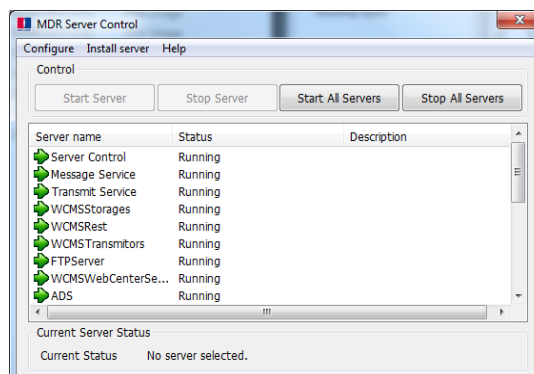 MDR Server Control
Configure Install server Help
Control
Start Server Stop Server Start All Servers Stop All Servers
Server name Status Description
Server Control Running
Message Service Running
Transmit Service Running
WCMSStorages Running
WCMSRest Running
WCMSTransmitors Running
FTPServer Running
WCMSWebCenterSe... Running
ADS Running
Current Server Status
Current Status No server selected.